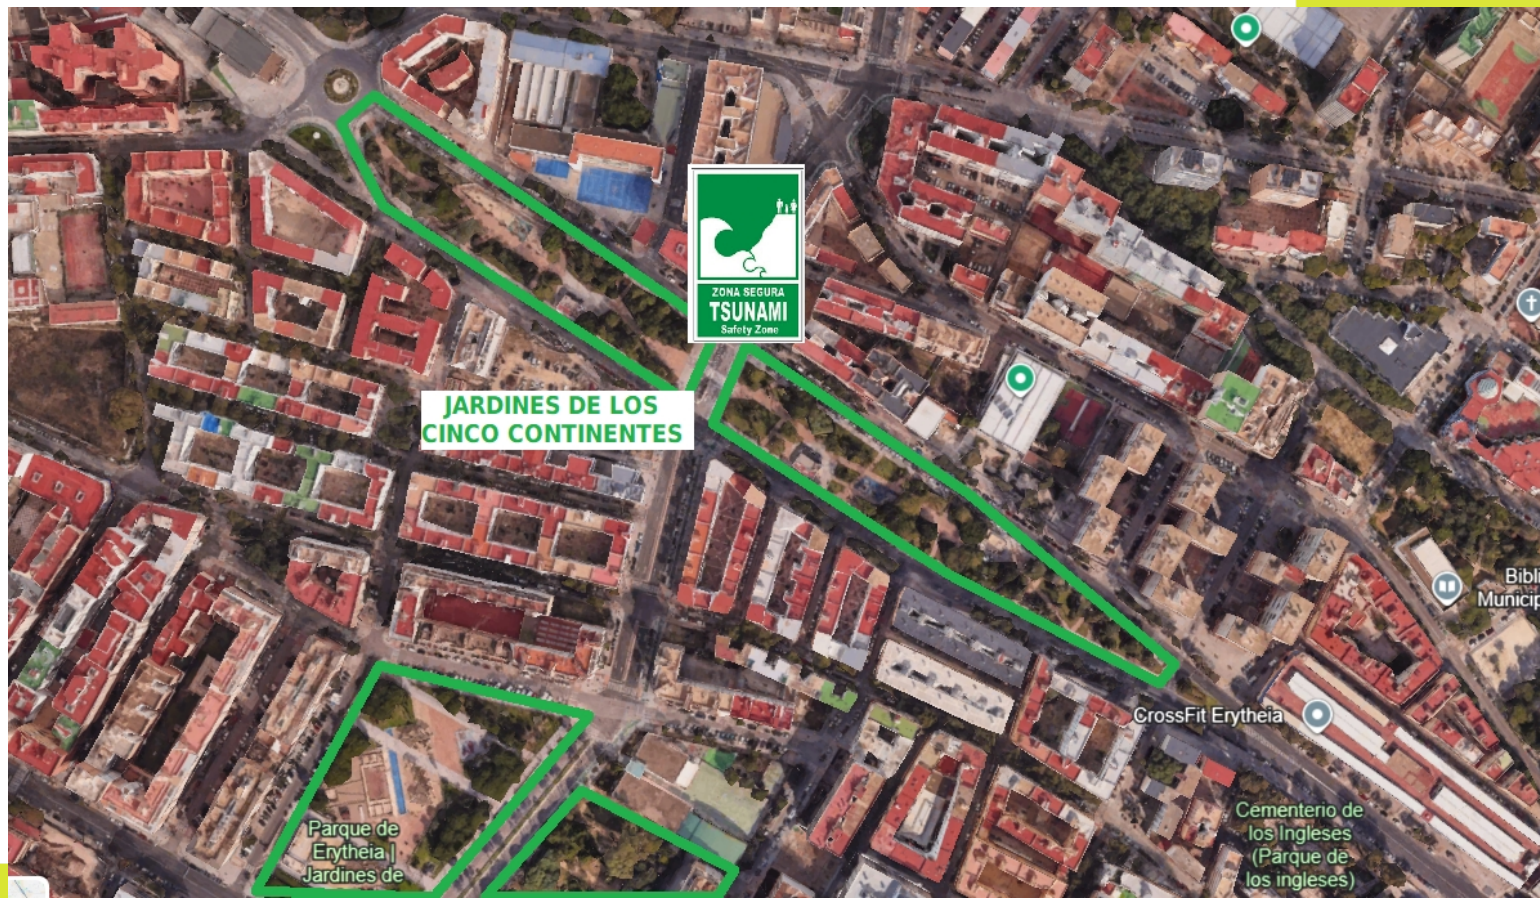 ZONA SEGURA
TSUNAMI
Safety Zone
JARDINES DE LOS
CINCO CONTINENTES
Bibli
Municip
CrossFit Erytheia
Parque de
Erytheia |
Jardines de
Cementerio de
los Ingleses
(Parque de
los ingleses)